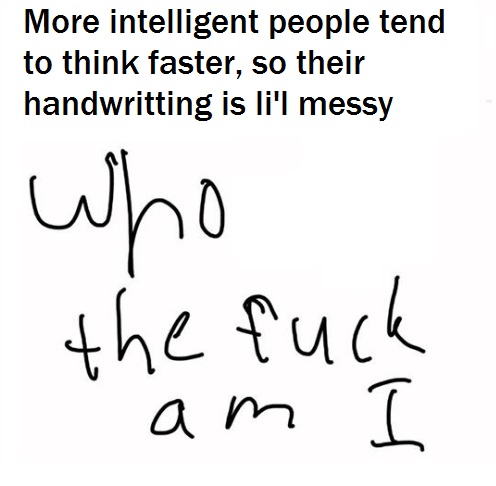 More intelligent people tend
to think faster, so their
handwritting is li'l messy
who
the fuck
am I